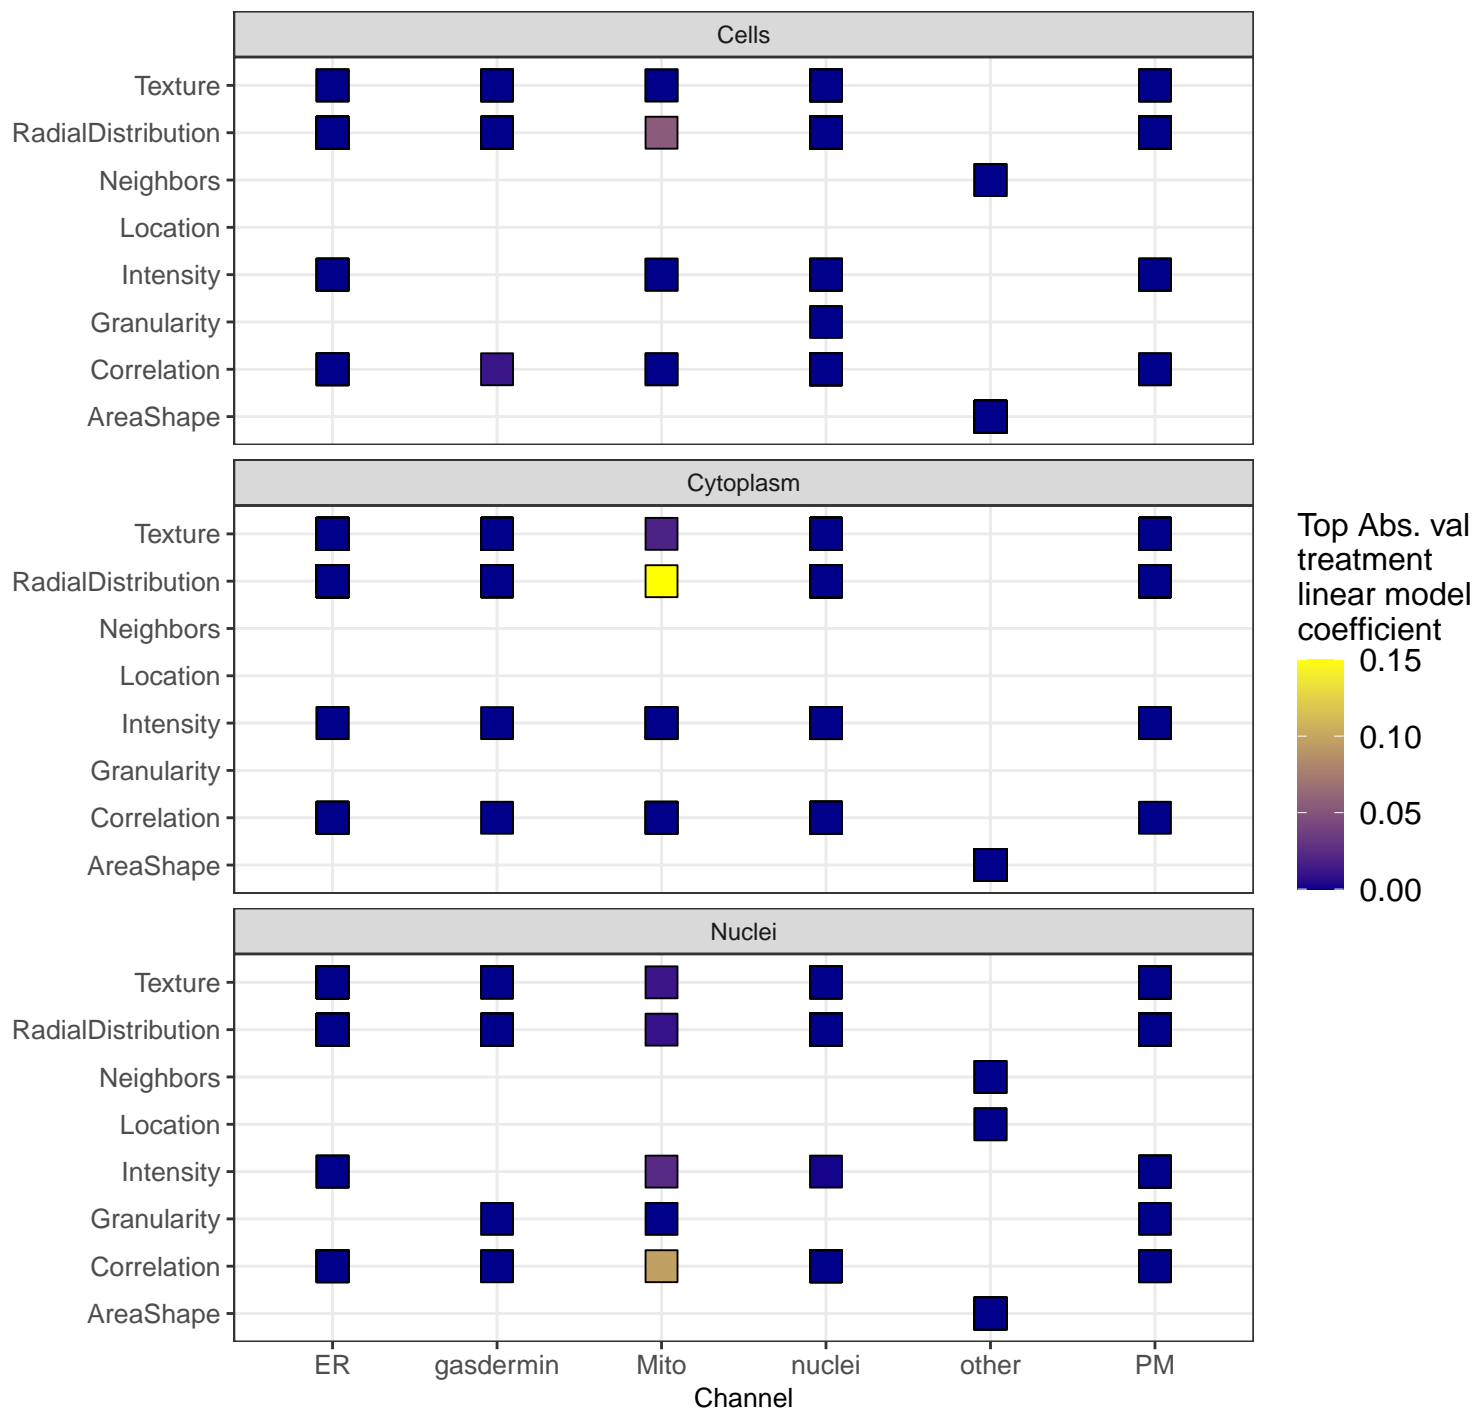 Cells
Texture
RadialDistribution
Neighbors
Location
Intensity
Granularity
Correlation
AreaShape
Cytoplasm
Texture
RadialDistribution
Neighbors
Location
Intensity
Granularity
Correlation
AreaShape
Nuclei
Texture
RadialDistribution
Neighbors
Location
Intensity
Granularity
Correlation
AreaShape
ER gasdermin Mito nuclei other PM
Channel
Top Abs. val
treatment
linear model
coefficient
0.15
0.10
0.05
0.00